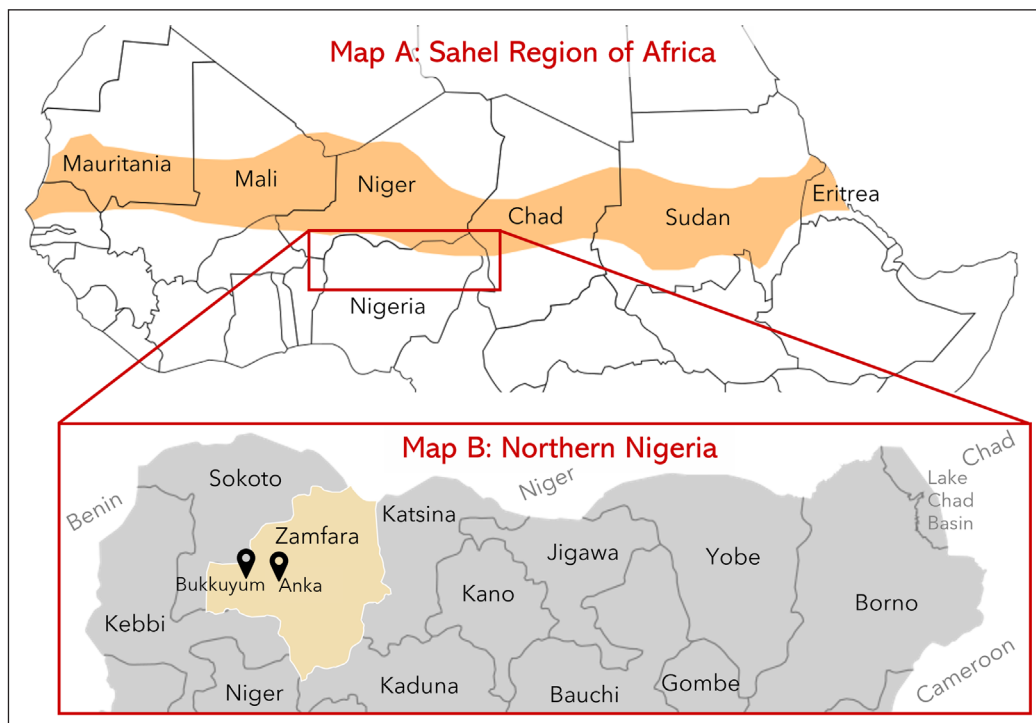 Map A: Sahel Region of Africa
Mauritania
Mali
Niger
Chad
Sudan
Eritrea
Nigeria
Map B: Northern Nigeria
Benin
Sokoto
Niger
Chad
Lake
Chad
Basin
Katsina
Zamfara
Jigawa
Yobe
Bukkuyum
Anka
Kano
Borno
Kebbi
Niger
Kaduna
Bauchi
Gombe
Cameroon